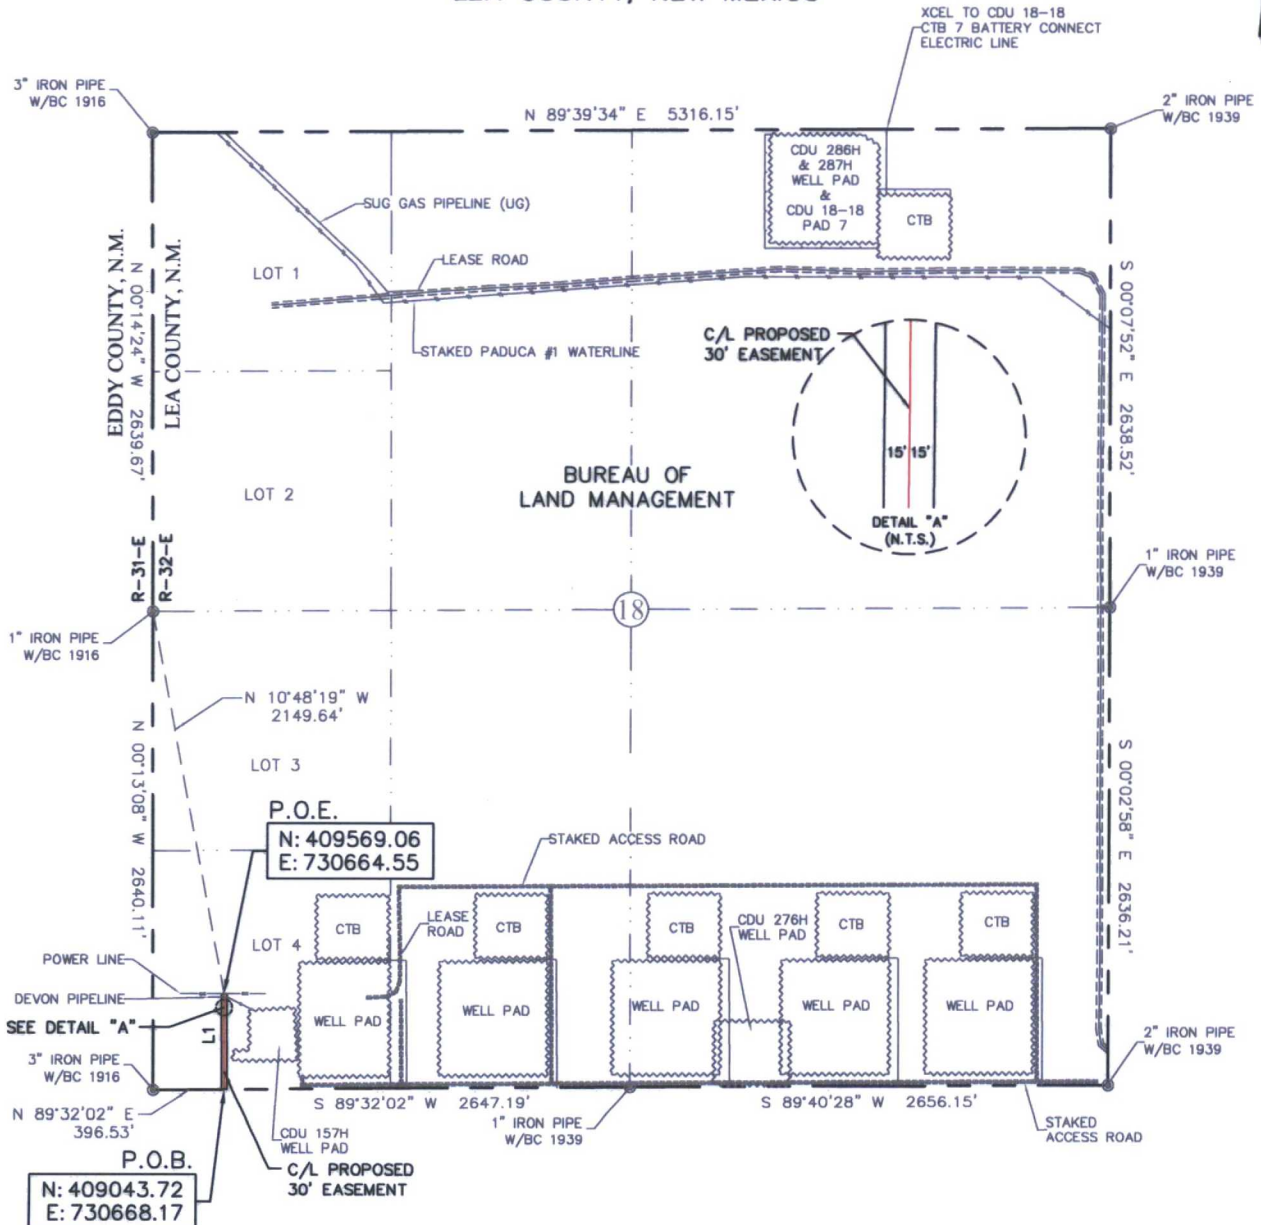 LEA COUNTY, NEW MEXICO
XCEL TO CDU 18-18
CTB 7 BATTERY CONNECT
ELECTRIC LINE
3" IRON PIPE
W/BC 1916
N 89°39'34" E 5316.15'
2" IRON PIPE
W/BC 1939
CDU 286H
& 287H
WELL PAD
&
CDU 18-18
PAD 7
CTB
SUG GAS PIPELINE (UG)
EDDY COUNTY, N.M.
LEA COUNTY, N.M.
N 00°14'24" W 2639.67'
LOT 1
LEASE ROAD
S 00°07'52" E 2638.52'
STAKED PADUCA #1 WATERLINE
C/L PROPOSED
30' EASEMENT
15' 15'
DETAIL "A"
(N.T.S.)
BUREAU OF
LAND MANAGEMENT
LOT 2
R-31-E
R-32-E
1" IRON PIPE
W/BC 1939
18
1" IRON PIPE
W/BC 1916
N 10°48'19" W
2149.64'
N 00°13'08" W 2640.11'
S 00°02'58" E 2636.21'
LOT 3
P.O.E.
N: 409569.06
E: 730664.55
STAKED ACCESS ROAD
CTB
LEASE
ROAD
CTB
CTB
CDU 276H
WELL PAD
CTB
CTB
LOT 4
POWER LINE
DEVON PIPELINE
SEE DETAIL "A"
L1
WELL PAD
WELL PAD
WELL PAD
WELL PAD
WELL PAD
3" IRON PIPE
W/BC 1916
2" IRON PIPE
W/BC 1939
N 89°32'02" E
396.53'
S 89°32'02" W 2647.19'
1" IRON PIPE
W/BC 1939
S 89°40'28" W 2656.15'
STAKED
ACCESS ROAD
CDU 157H
WELL PAD
C/L PROPOSED
30' EASEMENT
P.O.B.
N: 409043.72
E: 730668.17